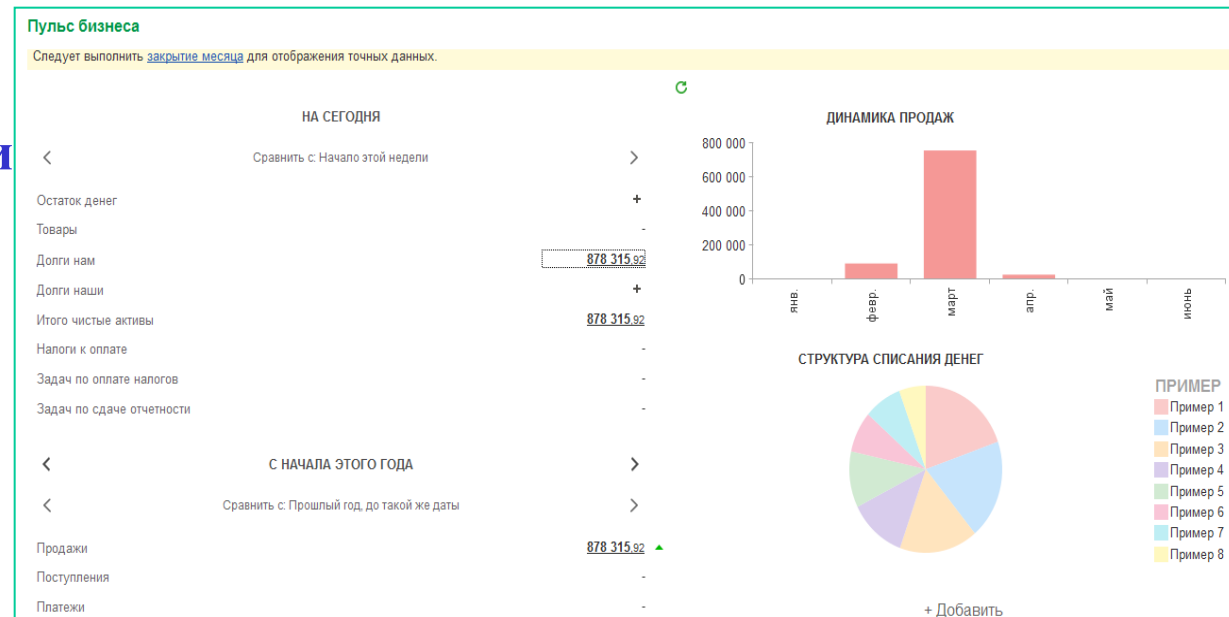 Пульс бизнеса
Следует выполнить закрытие месяца для отображения точных данных.
и
НА СЕГОДНЯ
Сравнить с: Начало этой недели
Остаток денег +
Товары -
Долги нам 878 315,92
Долги наши +
Итого чистые активы 878 315,92
Налоги к оплате -
Задач по оплате налогов -
Задач по сдаче отчетности -
С НАЧАЛА ЭТОГО ГОДА
Сравнить с: Прошлый год, до такой же даты
Продажи 878 315,92
Поступления -
Платежи -
ДИНАМИКА ПРОДАЖ
800 000
600 000
400 000
200 000
0
янв. февр. март апр. май июнь
СТРУКТУРА СПИСАНИЯ ДЕНЕГ
ПРИМЕР
Пример 1
Пример 2
Пример 3
Пример 4
Пример 5
Пример 6
Пример 7
Пример 8
+ Добавить